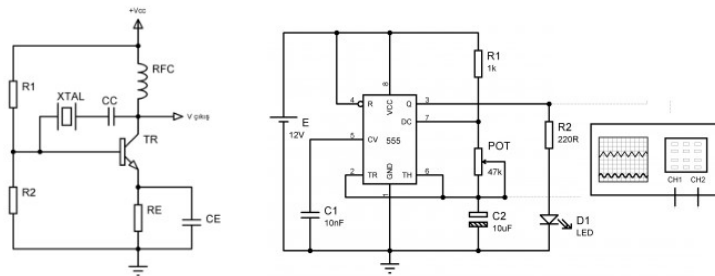 +Vcc
RFC
R1
XTAL
CC
V çıkış
TR
R2
RE
CE
R1
1k
8
VCC
4
R
Q
3
DC
7
E
12V
5
CV
555
R2
220R
POT
47k
2
TR
GND
TH
6
1
C1
10nF
C2
10uF
D1
LED
CH1 CH2